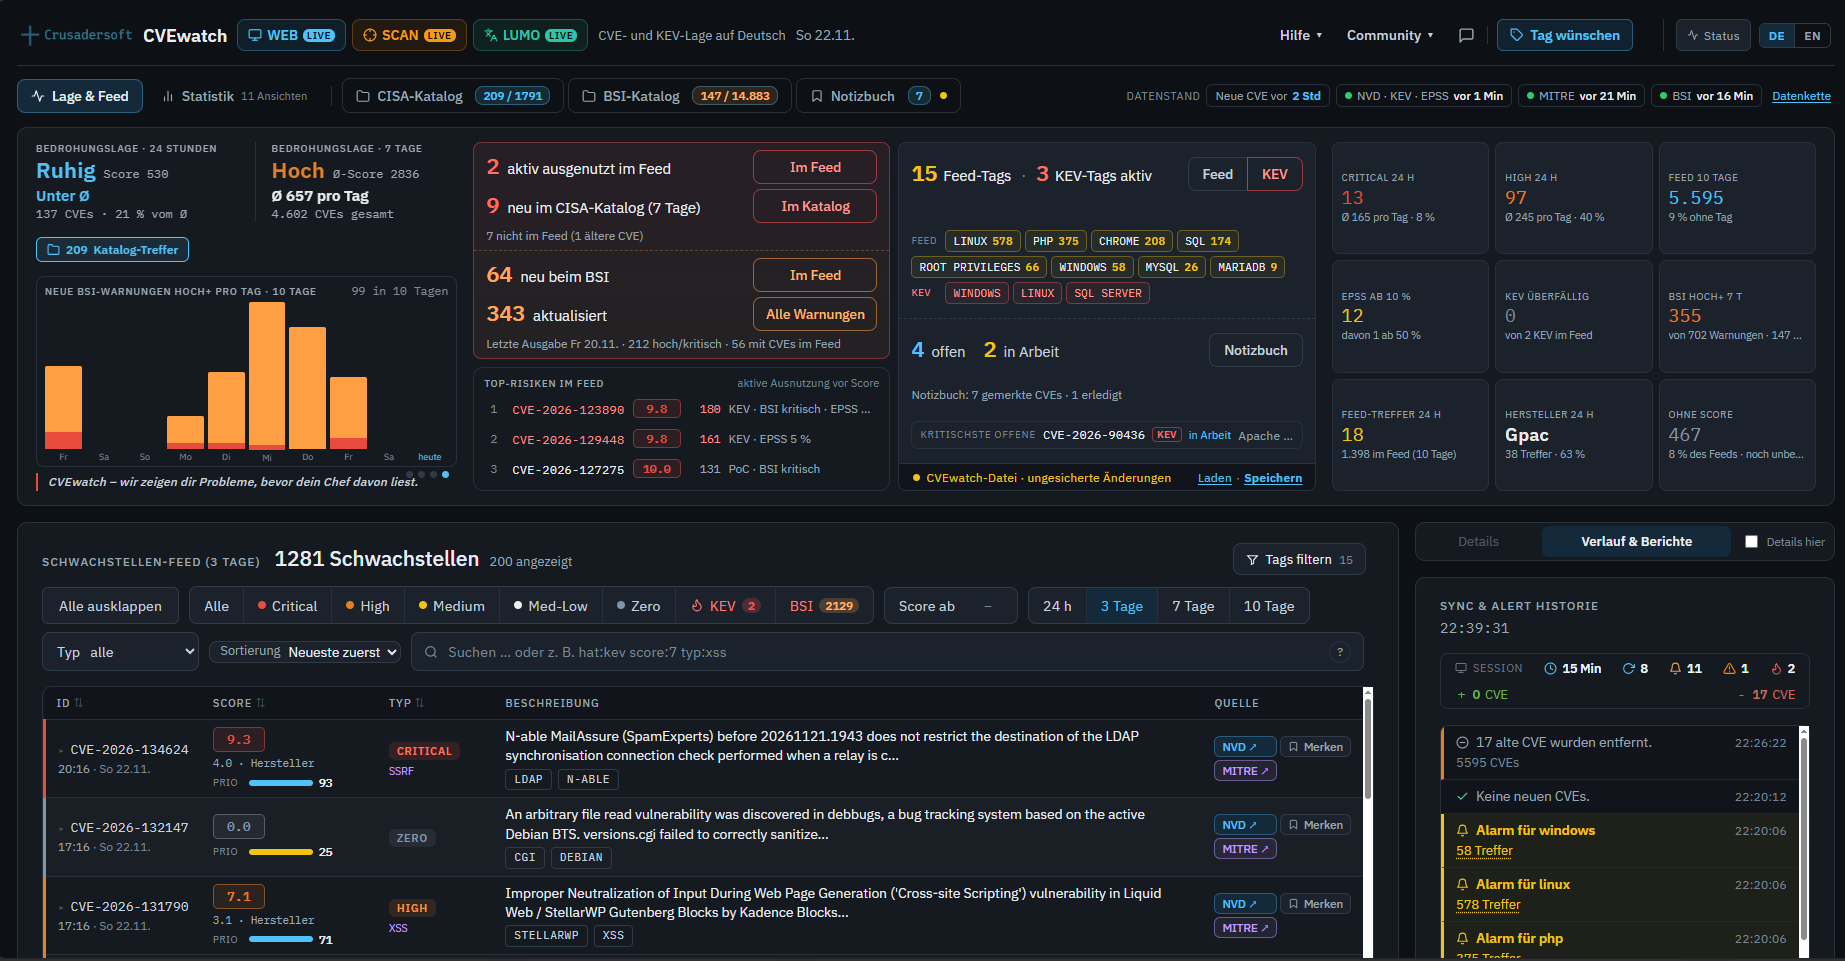 Crusadersoft CVEwatch WEB LIVE SCAN LIVE LUMO LIVE CVE- und KEV-Lage auf Deutsch So 22.11. Hilfe ▾ Community ▾ Tag wünschen Status DE EN
Lage & Feed Statistik 11 Ansichten CISA-Katalog 209 / 1791 BSI-Katalog 147 / 14.883 Notizbuch 7 DATENSTAND Neue CVE vor 2 Std NVD · KEV · EPSS vor 1 Min MITRE vor 21 Min BSI vor 16 Min Datenkette
BEDROHUNGSLAGE · 24 STUNDEN
Ruhig Score 530
Unter Ø
137 CVEs · 21 % vom Ø
BEDROHUNGSLAGE · 7 TAGE
Hoch Ø-Score 2836
Ø 657 pro Tag
4.602 CVEs gesamt
209 Katalog-Treffer
NEUE BSI-WARNUNGEN HOCH+ PRO TAG · 10 TAGE 99 in 10 Tagen
Fr Sa So Mo Di Mi Do Fr Sa heute
CVEwatch – wir zeigen dir Probleme, bevor dein Chef davon liest.
2 aktiv ausgenutzt im Feed Im Feed
9 neu im CISA-Katalog (7 Tage) Im Katalog
7 nicht im Feed (1 ältere CVE)
64 neu beim BSI Im Feed
343 aktualisiert Alle Warnungen
Letzte Ausgabe Fr 20.11. · 212 hoch/kritisch · 56 mit CVEs im Feed
TOP-RISIKEN IM FEED aktive Ausnutzung vor Score
1 CVE-2026-123890 9.8 180 KEV · BSI kritisch · EPSS ...
2 CVE-2026-129448 9.8 161 KEV · EPSS 5 %
3 CVE-2026-127275 10.0 131 PoC · BSI kritisch
15 Feed-Tags · 3 KEV-Tags aktiv Feed KEV
FEED LINUX 578 PHP 375 CHROME 208 SQL 174
ROOT PRIVILEGES 66 WINDOWS 58 MYSQL 26 MARIADB 9
KEV WINDOWS LINUX SQL SERVER
4 offen 2 in Arbeit Notizbuch
Notizbuch: 7 gemerkte CVEs · 1 erledigt
KRITISCHSTE OFFENE CVE-2026-90436 KEV in Arbeit Apache ...
CVEwatch-Datei · ungesicherte Änderungen Laden · Speichern
CRITICAL 24 H
13
Ø 165 pro Tag · 8 %
HIGH 24 H
97
Ø 245 pro Tag · 40 %
FEED 10 TAGE
5.595
9 % ohne Tag
EPSS AB 10 %
12
davon 1 ab 50 %
KEV ÜBERFÄLLIG
0
von 2 KEV im Feed
BSI HOCH+ 7 T
355
von 702 Warnungen · 147 ...
FEED-TREFFER 24 H
18
1.398 im Feed (10 Tage)
HERSTELLER 24 H
Gpac
38 Treffer · 63 %
OHNE SCORE
467
8 % des Feeds · noch unbe...
SCHWACHSTELLEN-FEED (3 TAGE) 1281 Schwachstellen 200 angezeigt Tags filtern 15
Alle ausklappen Alle Critical High Medium Med-Low Zero KEV 2 BSI 2129 Score ab – 24 h 3 Tage 7 Tage 10 Tage
Typ alle Sortierung Neueste zuerst Suchen ... oder z. B. hat:kev score:7 typ:xss ?
ID SCORE TYP BESCHREIBUNG QUELLE
CVE-2026-134624
20:16 · So 22.11.
9.3
4.0 · Hersteller
PRIO 93
CRITICAL
SSRF
N-able MailAssure (SpamExperts) before 20261121.1943 does not restrict the destination of the LDAP
synchronisation connection check performed when a relay is c...
LDAP N-ABLE
NVD ↗ Merken
MITRE ↗
CVE-2026-132147
17:16 · So 22.11.
0.0
PRIO 25
ZERO
An arbitrary file read vulnerability was discovered in debbugs, a bug tracking system based on the active
Debian BTS. versions.cgi failed to correctly sanitize...
CGI DEBIAN
NVD ↗ Merken
MITRE ↗
CVE-2026-131790
17:16 · So 22.11.
7.1
3.1 · Hersteller
PRIO 71
HIGH
XSS
Improper Neutralization of Input During Web Page Generation ('Cross-site Scripting') vulnerability in Liquid
Web / StellarWP Gutenberg Blocks by Kadence Blocks...
STELLARWP XSS
NVD ↗ Merken
MITRE ↗
Details Verlauf & Berichte Details hier
SYNC & ALERT HISTORIE
22:39:31
SESSION 15 Min 8 11 1 2
+ 0 CVE - 17 CVE
17 alte CVE wurden entfernt. 22:26:22
5595 CVEs
Keine neuen CVEs. 22:20:12
Alarm für windows 22:20:06
58 Treffer
Alarm für linux 22:20:06
578 Treffer
Alarm für php 22:20:06
375 Treffer